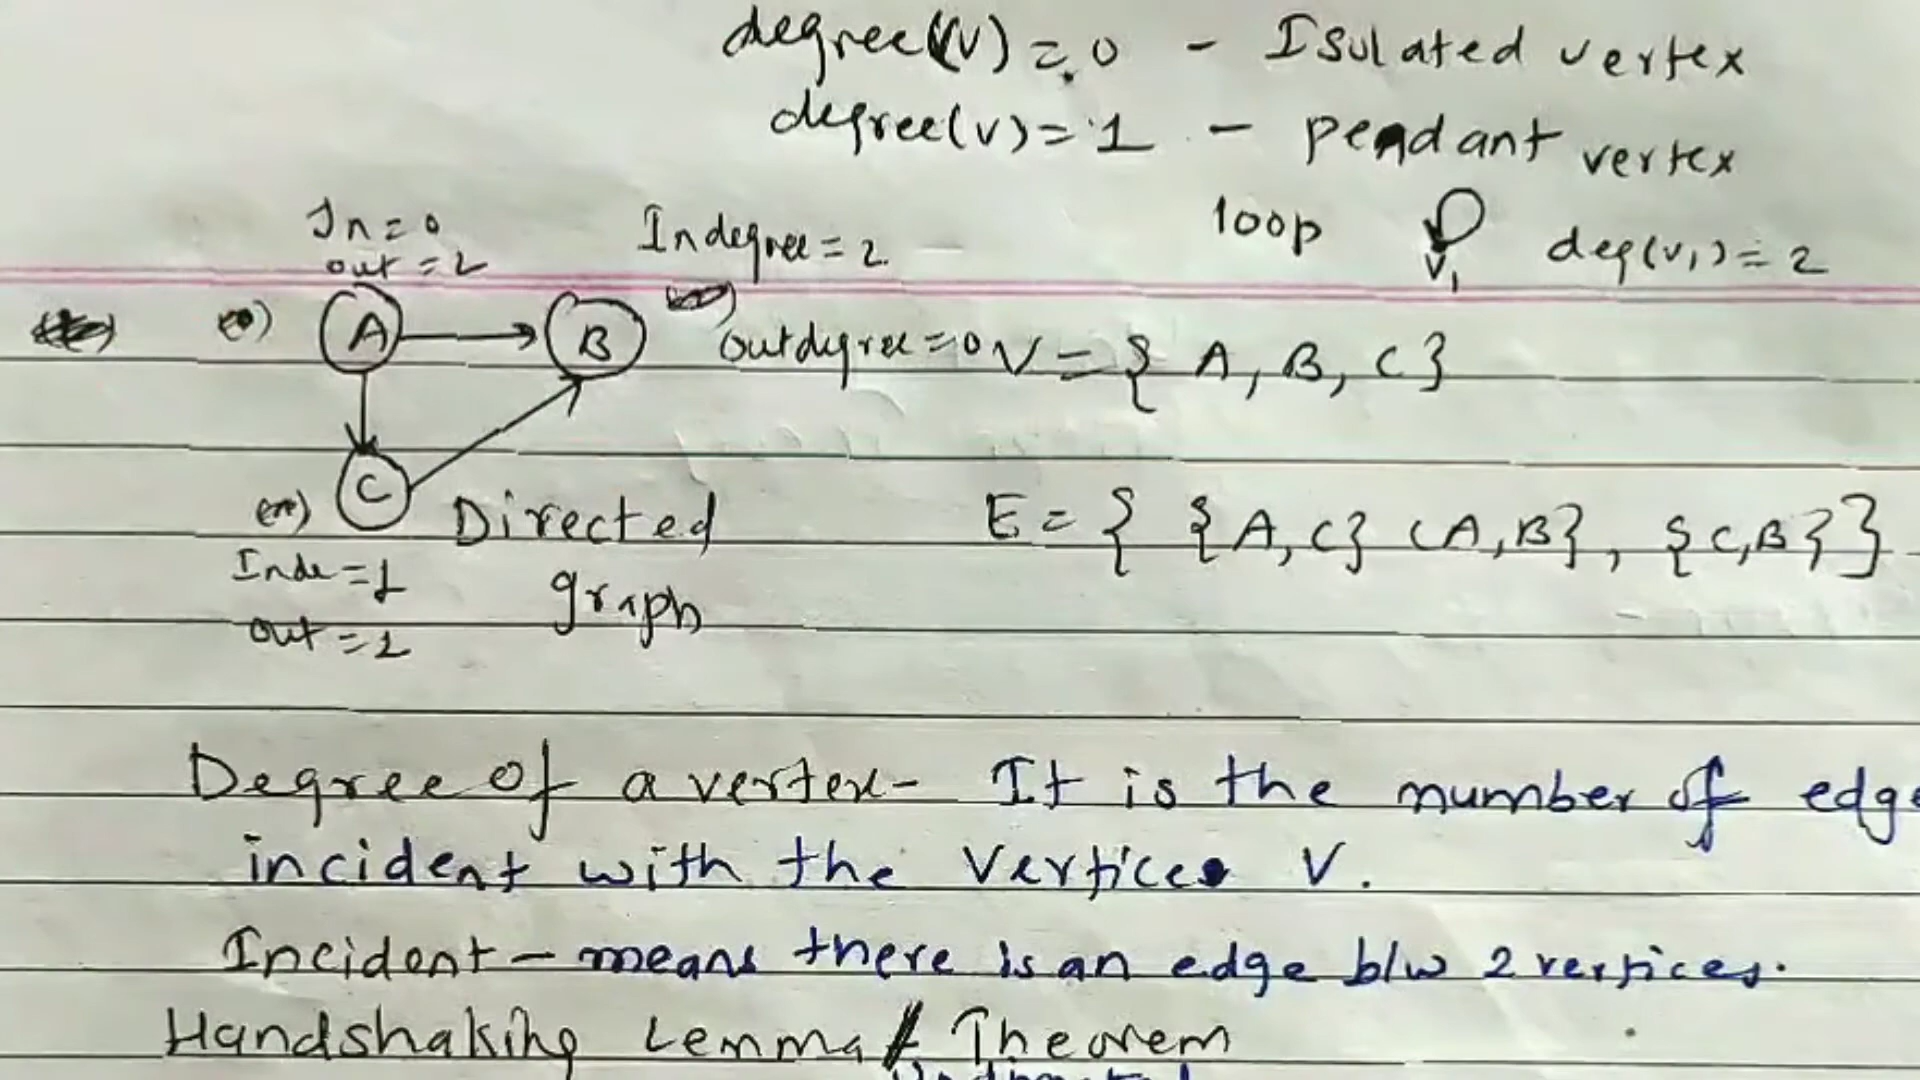 degree(V) = 0 - Isulated vertex
degree(v) = 1 - pendant vertex
In = 0
out = 2
Indegree = 2
loop
V1
deg(v1) = 2
A
B
outdegree = 0
V = { A, B, C }
C
Directed
graph
E = { {A, C} (A, B}, {C, B} }
Inde = 1
out = 1
Degree of a vertex - It is the number of edge
incident with the Vertices V.
Incident - means there is an edge b/w 2 vertices.
Handshaking Lemma / Theorem